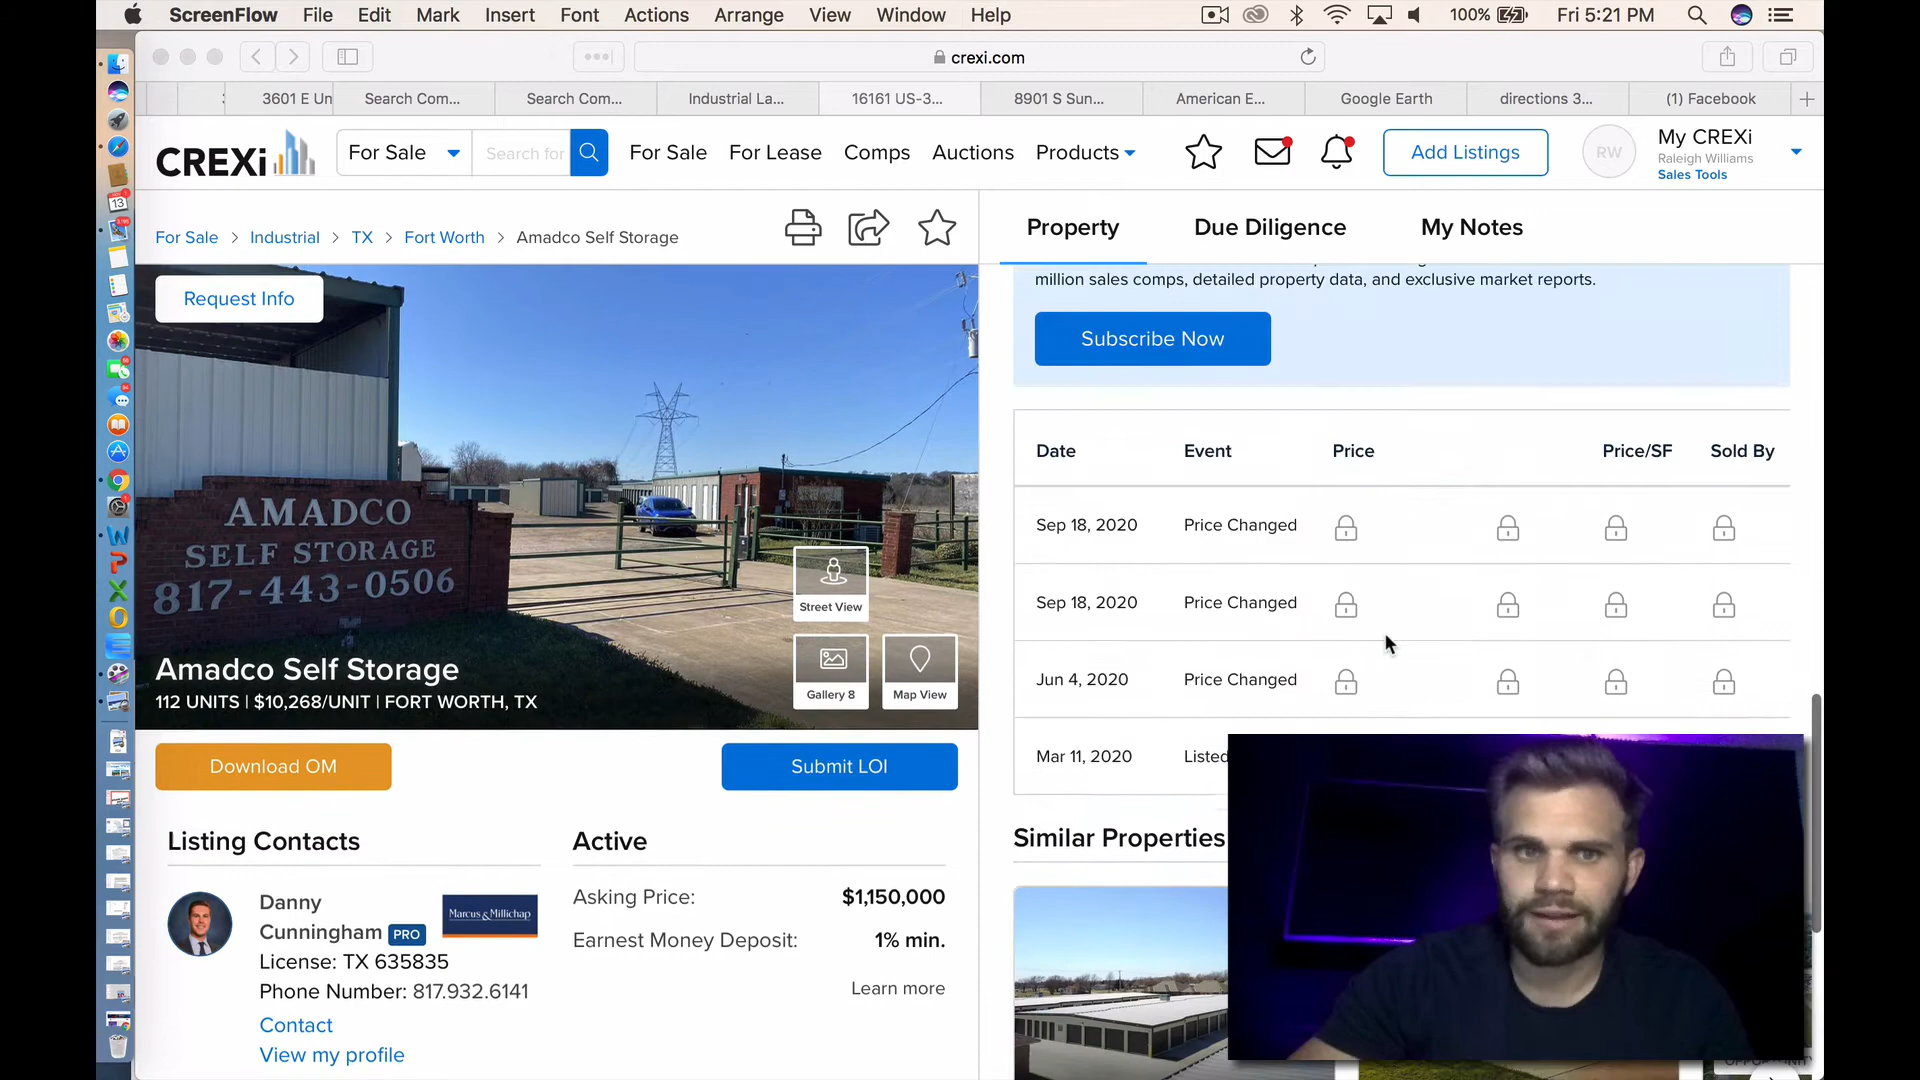 ScreenFlow File Edit Mark Insert Font Actions Arrange View Window Help 100% Fri 5:21 PM
crexi.com
3601 E Un Search Com... Search Com... Industrial La... 16161 US-3... 8901 S Sun... American E... Google Earth directions 3... (1) Facebook
CREXi For Sale Search for For Sale For Lease Comps Auctions Products Add Listings RW My CREXi
Raleigh Williams
Sales Tools
For Sale > Industrial > TX > Fort Worth > Amadco Self Storage
Property Due Diligence My Notes
Request Info
million sales comps, detailed property data, and exclusive market reports.
Subscribe Now
Date Event Price Price/SF Sold By
Sep 18, 2020 Price Changed
Sep 18, 2020 Price Changed
Jun 4, 2020 Price Changed
Mar 11, 2020 Listed
Similar Properties
AMADCO
SELF STORAGE
817-443-0506
Street View
Gallery 8
Map View
Amadco Self Storage
112 UNITS | $10,268/UNIT | FORT WORTH, TX
Download OM
Submit LOI
Listing Contacts
Danny
Cunningham PRO
Marcus & Millichap
License: TX 635835
Phone Number: 817.932.6141
Contact
View my profile
Active
Asking Price: $1,150,000
Earnest Money Deposit: 1% min.
Learn more